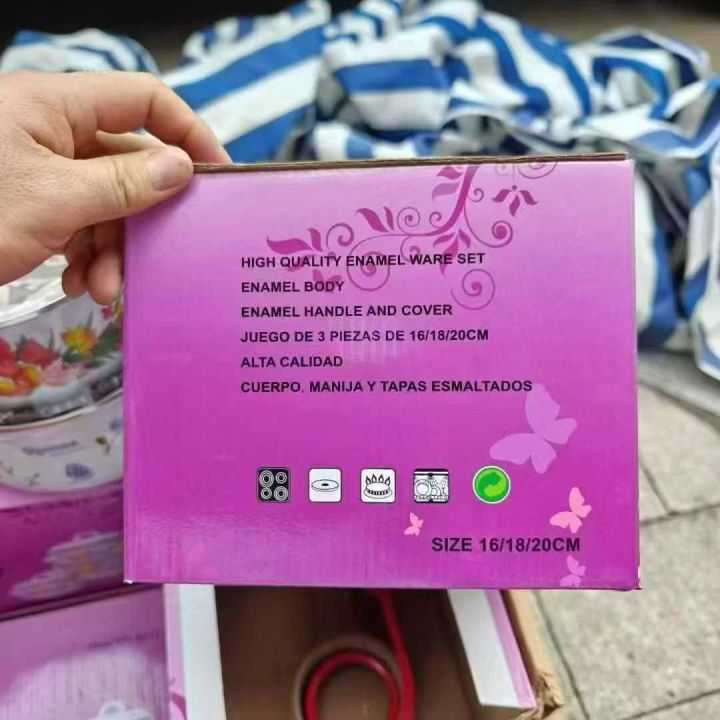 HIGH QUALITY ENAMEL WARE SET
ENAMEL BODY
ENAMEL HANDLE AND COVER
JUEGO DE 3 PIEZAS DE 16/18/20CM
ALTA CALIDAD
CUERPO, MANIJA Y TAPAS ESMALTADOS
SIZE 16/18/20CM